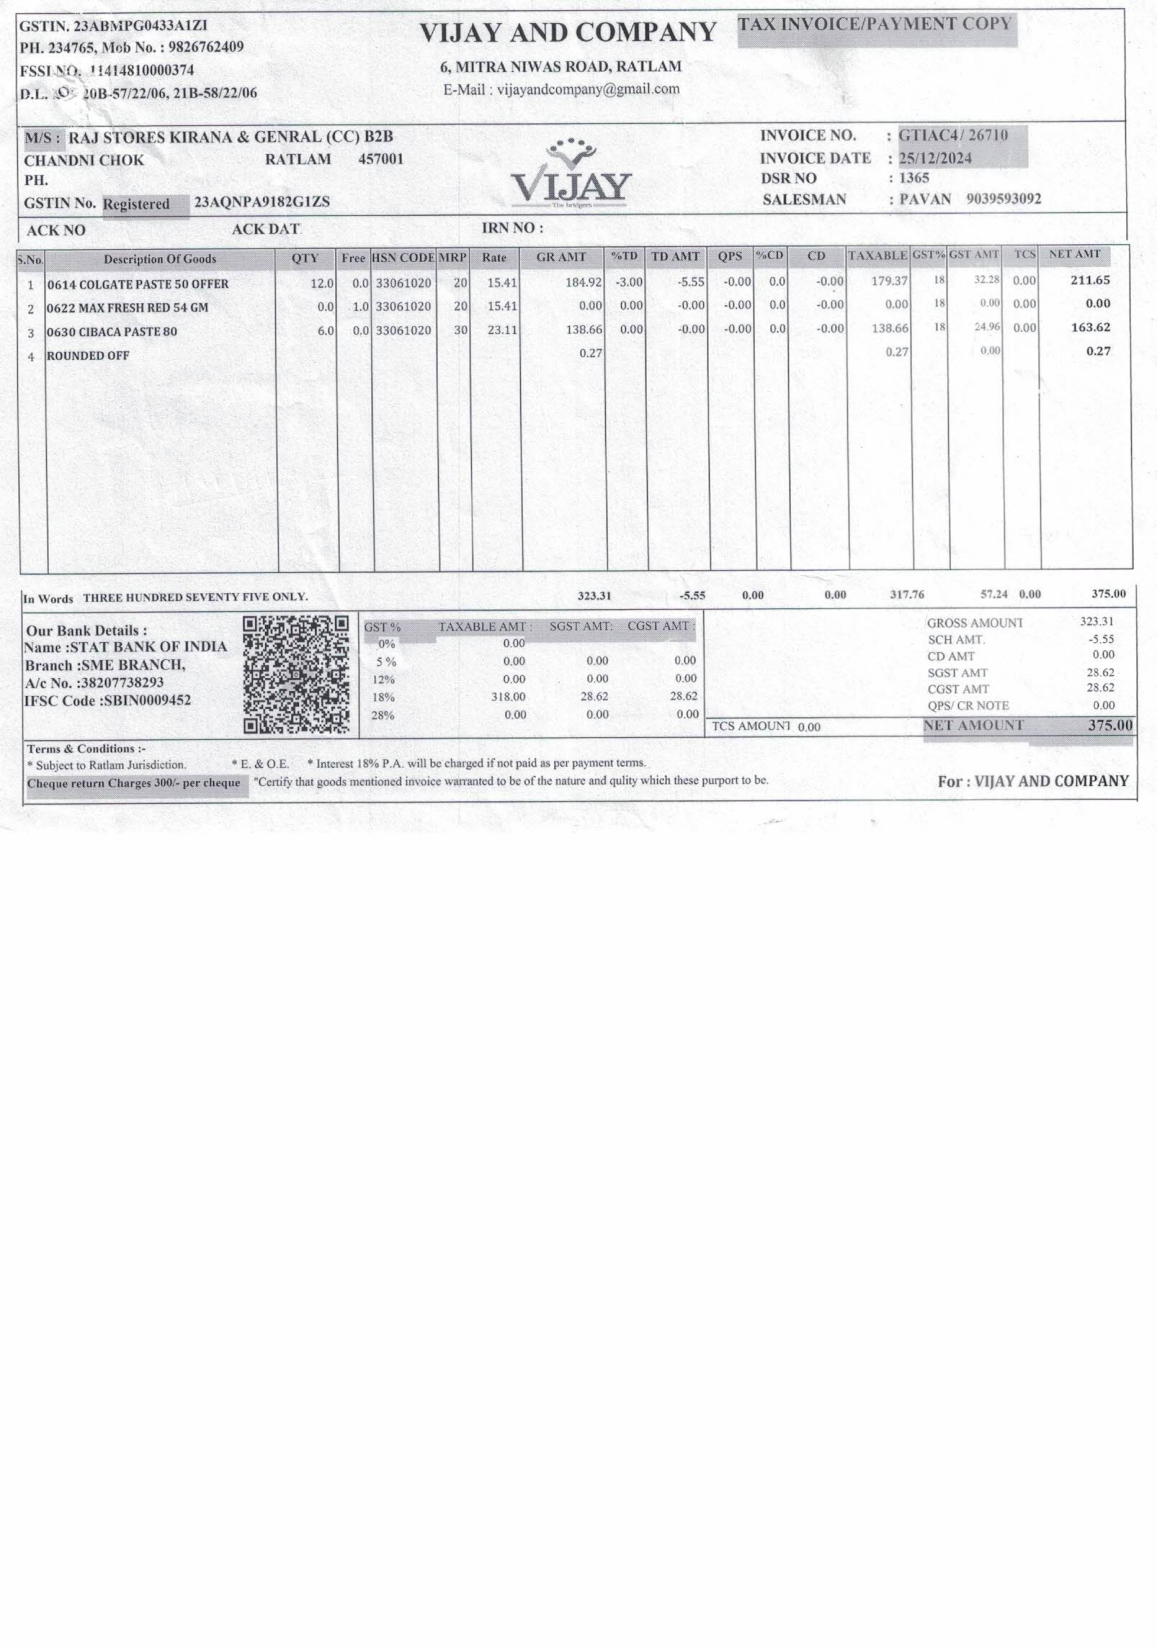 GSTIN. 23ABMPG0433A1ZI
PH. 234765, Mob No. : 9826762409
FSSI NO. 11414810000374
D.L. 20B-57/22/06, 21B-58/22/06
VIJAY AND COMPANY
6, MITRA NIWAS ROAD, RATLAM
E-Mail : vijayandcompany@gmail.com
TAX INVOICE/PAYMENT COPY
M/S : RAJ STORES KIRANA & GENRAL (CC) B2B
CHANDNI CHOK RATLAM 457001
PH.
GSTIN No. Registered 23AQNPA9182G1ZS
VIJAY
The bridgers
INVOICE NO. : GTIAC4/ 26710
INVOICE DATE : 25/12/2024
DSR NO : 1365
SALESMAN : PAVAN 9039593092
ACK NO ACK DAT IRN NO :
S.No. Description Of Goods QTY Free HSN CODE MRP Rate GR AMT %TD TD AMT QPS %CD CD TAXABLE GST% GST AMT TCS NET AMT
1 0614 COLGATE PASTE 50 OFFER 12.0 0.0 33061020 20 15.41 184.92 -3.00 -5.55 -0.00 0.0 -0.00 179.37 18 32.28 0.00 211.65
2 0622 MAX FRESH RED 54 GM 0.0 1.0 33061020 20 15.41 0.00 0.00 -0.00 -0.00 0.0 -0.00 0.00 18 0.00 0.00 0.00
3 0630 CIBACA PASTE 80 6.0 0.0 33061020 30 23.11 138.66 0.00 -0.00 -0.00 0.0 -0.00 138.66 18 24.96 0.00 163.62
4 ROUNDED OFF 0.27 0.27 0.00 0.27
In Words THREE HUNDRED SEVENTY FIVE ONLY. 323.31 -5.55 0.00 0.00 317.76 57.24 0.00 375.00
Our Bank Details :
Name :STAT BANK OF INDIA
Branch :SME BRANCH,
A/c No. :38207738293
IFSC Code :SBIN0009452
GST % TAXABLE AMT : SGST AMT: CGST AMT :
0% 0.00
5 % 0.00 0.00 0.00
12% 0.00 0.00 0.00
18% 318.00 28.62 28.62
28% 0.00 0.00 0.00
GROSS AMOUNT 323.31
SCH AMT. -5.55
CD AMT 0.00
SGST AMT 28.62
CGST AMT 28.62
QPS/ CR NOTE 0.00
TCS AMOUNT 0.00 NET AMOUNT 375.00
Terms & Conditions :-
* Subject to Ratlam Jurisdiction. * E. & O.E. * Interest 18% P.A. will be charged if not paid as per payment terms.
Cheque return Charges 300/- per cheque "Certify that goods mentioned invoice warranted to be of the nature and qulity which these purport to be.
For : VIJAY AND COMPANY